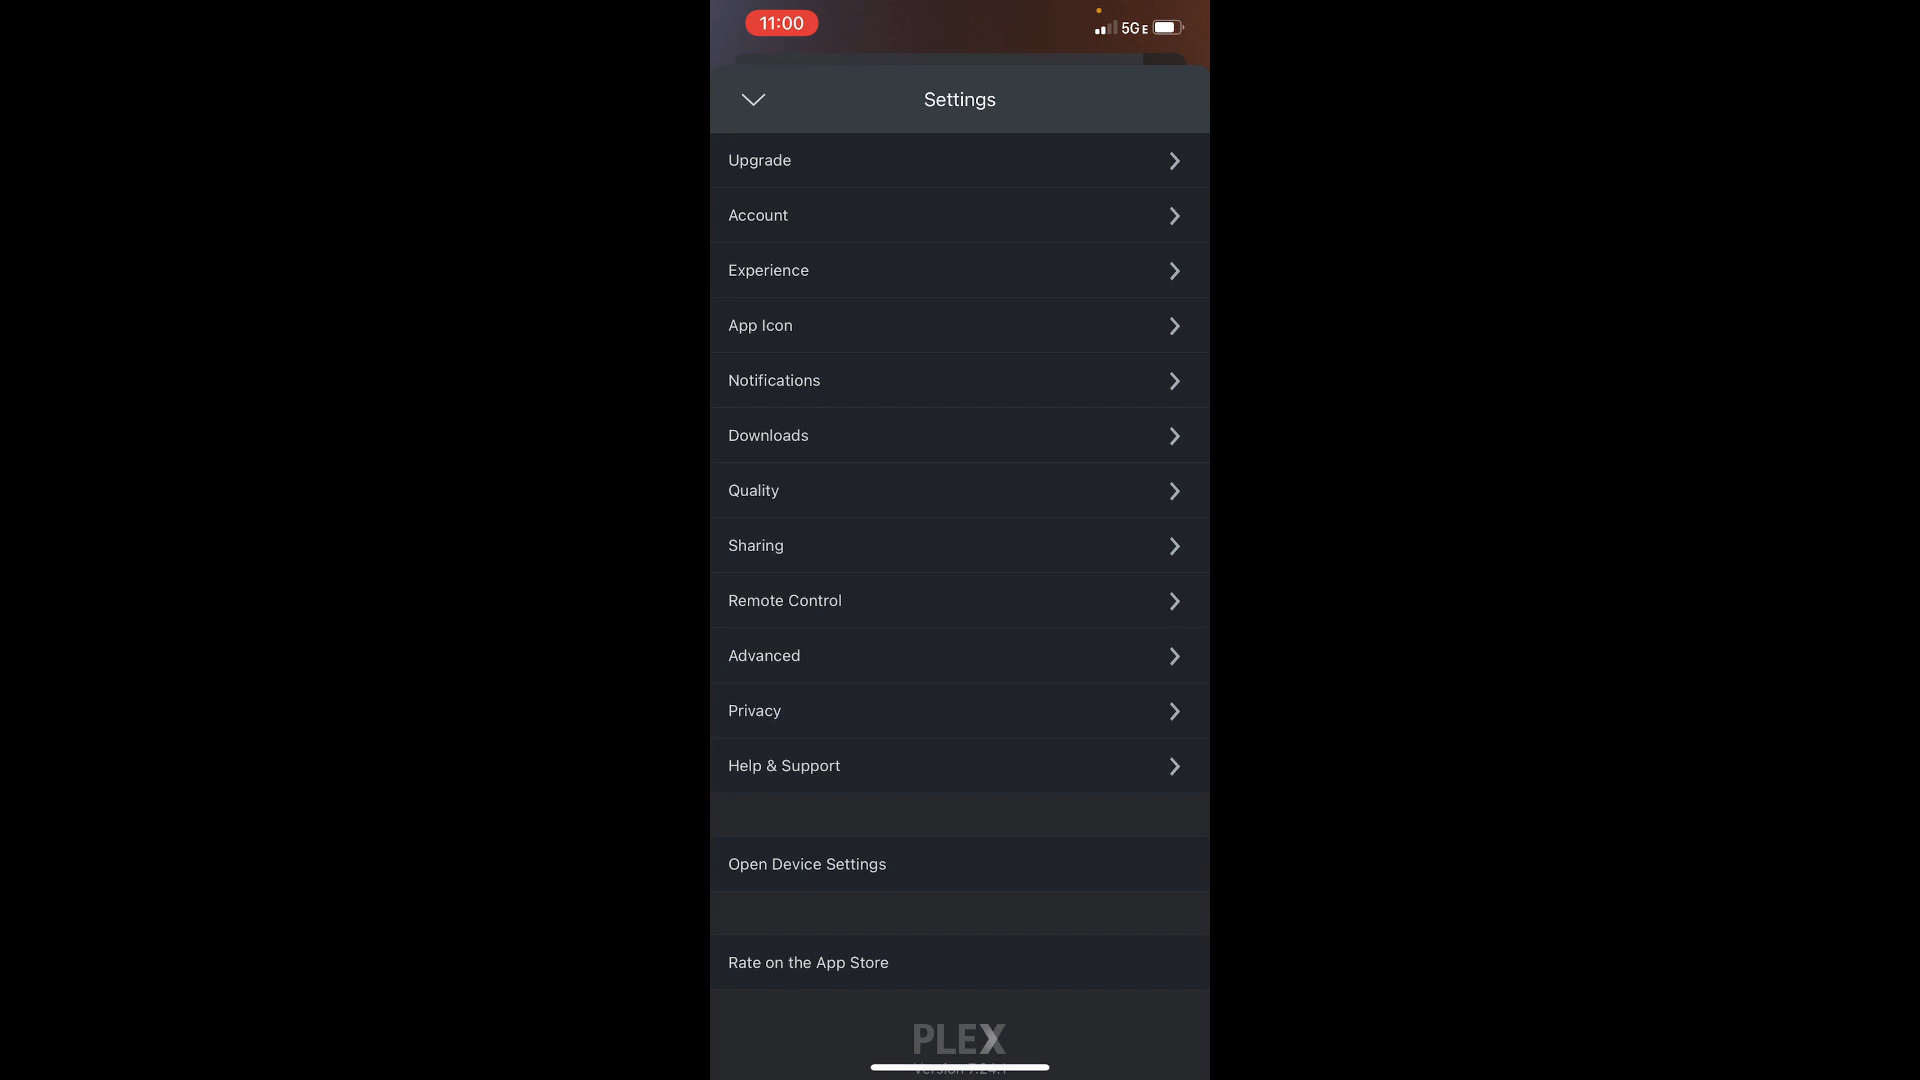 11:00
5GE
Settings
Upgrade
Account
Experience
App Icon
Notifications
Downloads
Quality
Sharing
Remote Control
Advanced
Privacy
Help & Support
Open Device Settings
Rate on the App Store
PLEX